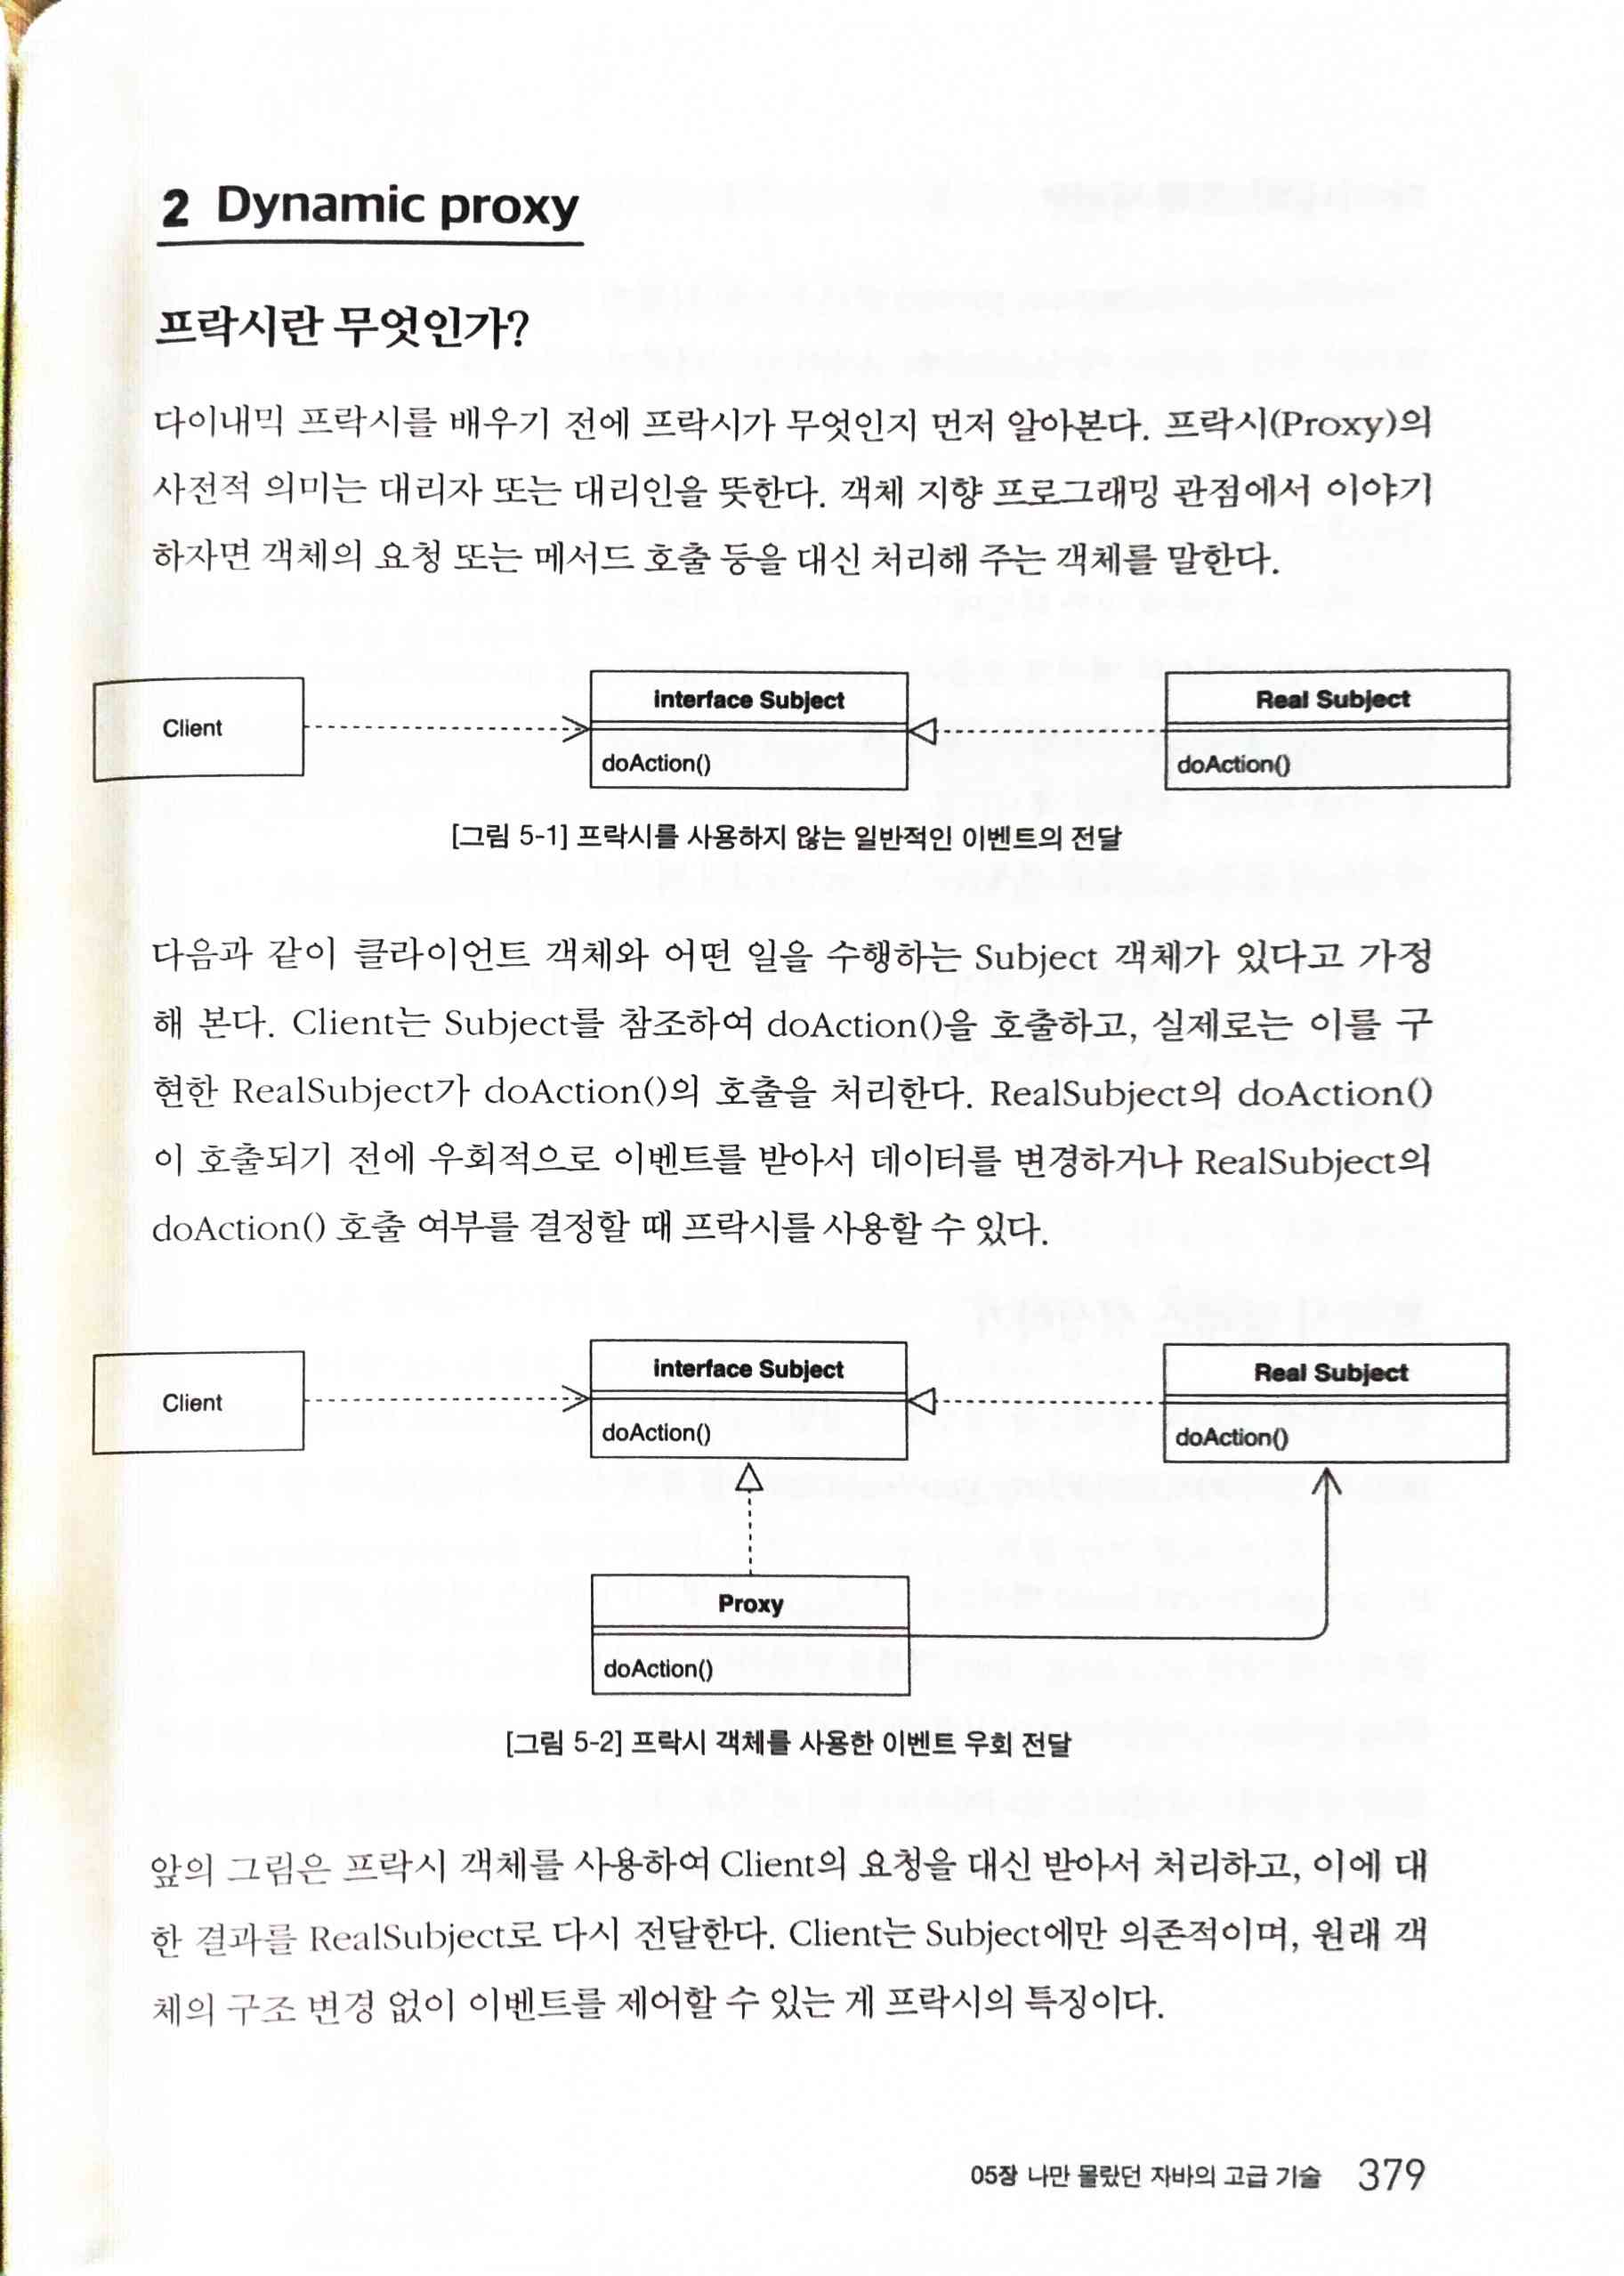 2 Dynamic proxy
프락시란 무엇인가?
다이내믹 프락시를 배우기 전에 프락시가 무엇인지 먼저 알아본다. 프락시(Proxy)의
사전적 의미는 대리자 또는 대리인을 뜻한다. 객체 지향 프로그래밍 관점에서 이야기
하자면 객체의 요청 또는 메서드 호출 등을 대신 처리해 주는 객체를 말한다.
Client
interface Subject
doAction()
Real Subject
doAction()
[그림 5-1] 프락시를 사용하지 않는 일반적인 이벤트의 전달
다음과 같이 클라이언트 객체와 어떤 일을 수행하는 Subject 객체가 있다고 가정
해 본다. Client는 Subject를 참조하여 doAction()을 호출하고, 실제로는 이를 구
현한 RealSubject가 doAction()의 호출을 처리한다. RealSubject의 doAction()
이 호출되기 전에 우회적으로 이벤트를 받아서 데이터를 변경하거나 RealSubject의
doAction() 호출 여부를 결정할 때 프락시를 사용할 수 있다.
Client
interface Subject
doAction()
Real Subject
doAction()
Proxy
doAction()
[그림 5-2] 프락시 객체를 사용한 이벤트 우회 전달
앞의 그림은 프락시 객체를 사용하여 Client의 요청을 대신 받아서 처리하고, 이에 대
한 결과를 RealSubject로 다시 전달한다. Client는 Subject에만 의존적이며, 원래 객
체의 구조 변경 없이 이벤트를 제어할 수 있는 게 프락시의 특징이다.
05장 나만 몰랐던 자바의 고급 기술 379